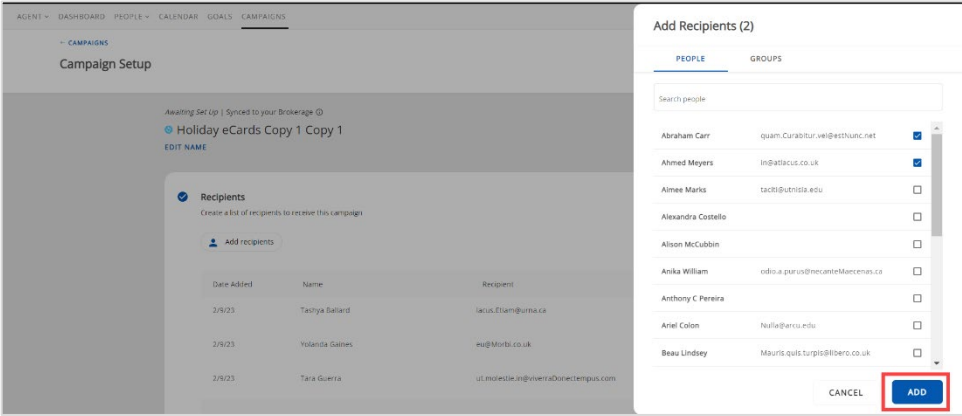 AGENT DASHBOARD PEOPLE CALENDAR GOALS CAMPAIGNS
← CAMPAIGNS
Campaign Setup
Awaiting Set Up | Synced to your Brokerage
Holiday eCards Copy 1 Copy 1
EDIT NAME
Recipients
Create a list of recipients to receive this campaign
Add recipients
Date Added Name Recipient
2/9/23 Tashya Ballard lacus.Etiam@urna.ca
2/9/23 Yolanda Gaines eu@Morbi.co.uk
2/9/23 Tara Guerra ut.molestie.in@viverraDonectempus.com
Add Recipients (2)
PEOPLE GROUPS
Search people
Abraham Carr quam.Curabitur.vel@estNunc.net
Ahmed Meyers in@atlacus.co.uk
Aimee Marks taciti@utnisia.edu
Alexandra Costello
Alison McCubbin
Anika William odio.a.purus@necanteMaecenas.ca
Anthony C Pereira
Ariel Colon Nulla@arcu.edu
Beau Lindsey Mauris.quis.turpis@libero.co.uk
CANCEL ADD